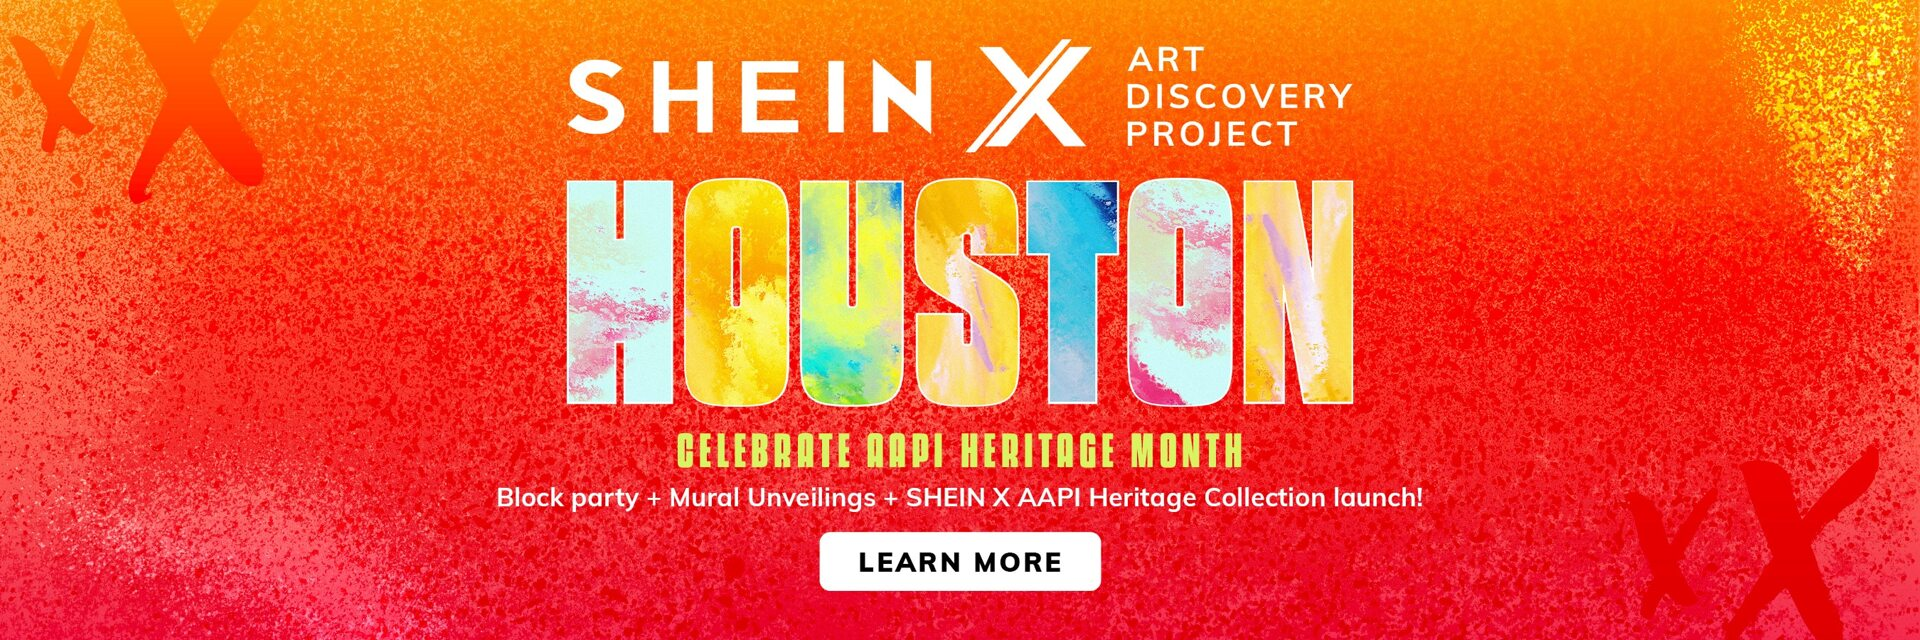 SHEIN X
ART
DISCOVERY
PROJECT
HOUSTON
CELEBRATE AAPI HERITAGE MONTH
Block party + Mural Unveilings + SHEIN X AAPI Heritage Collection launch!
LEARN MORE